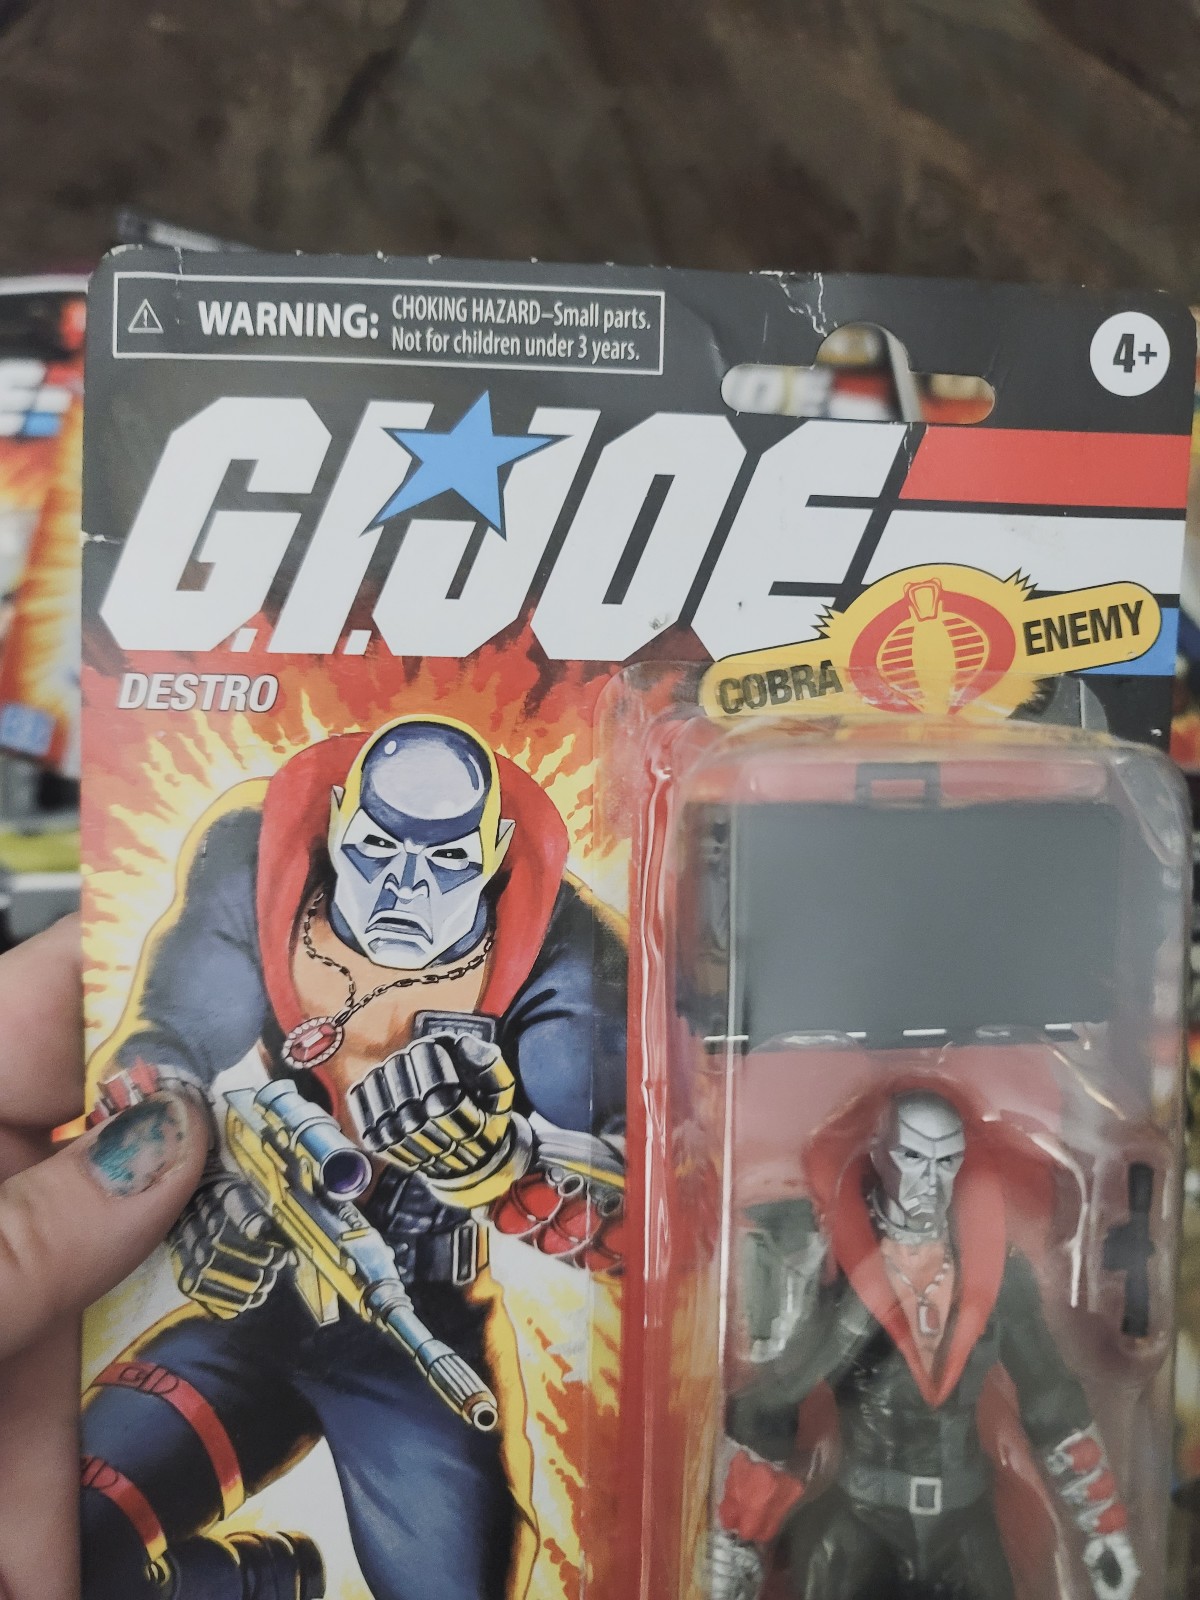 WARNING: CHOKING HAZARD–Small parts.
Not for children under 3 years.
4+
G.I.JOE
COBRA ENEMY
DESTRO